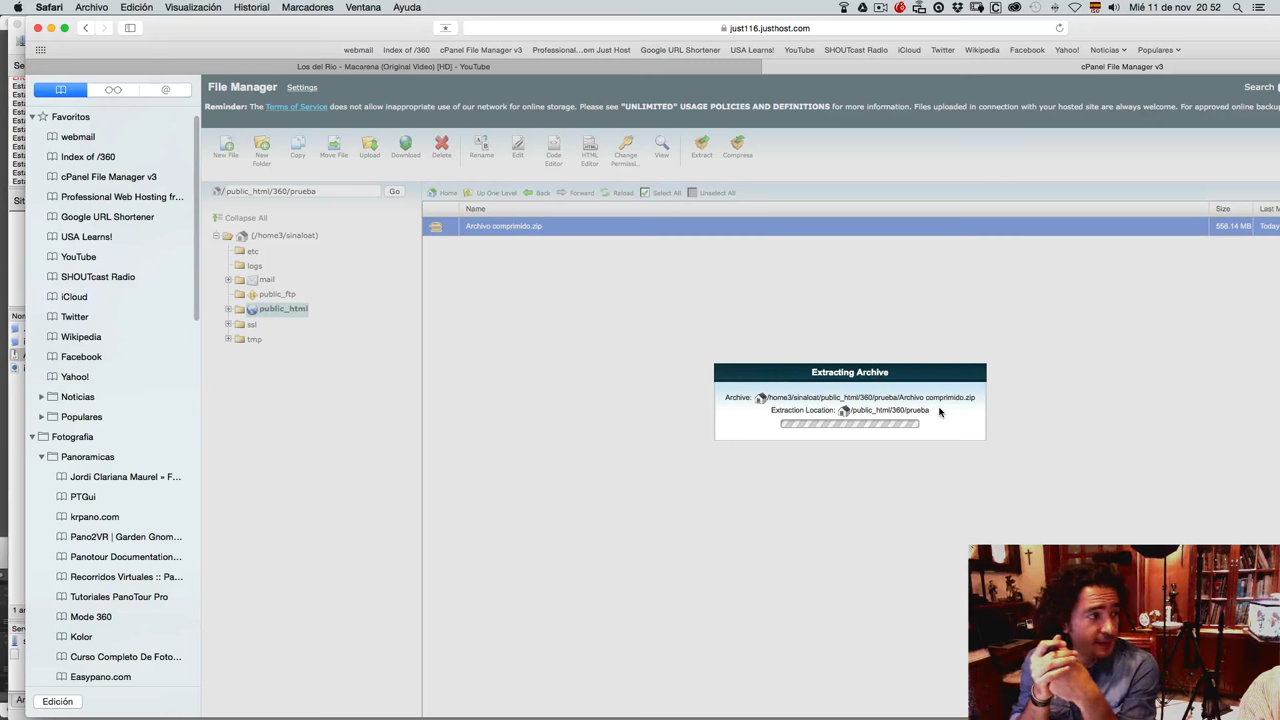 Safari Archivo Edición Visualización Historial Marcadores Ventana Ayuda
Mié 11 de nov 20:52
just116.justhost.com
webmail Index of /360 cPanel File Manager v3 Professional...om Just Host Google URL Shortener USA Learns! YouTube SHOUTcast Radio iCloud Twitter Wikipedia Facebook Yahoo! Noticias Populares
Los del Rio - Macarena (Original Video) [HD] - YouTube
cPanel File Manager v3
Favoritos
webmail
Index of /360
cPanel File Manager v3
Professional Web Hosting fr...
Google URL Shortener
USA Learns!
YouTube
SHOUTcast Radio
iCloud
Twitter
Wikipedia
Facebook
Yahoo!
Noticias
Populares
Fotografia
Panoramicas
Jordi Clariana Maurel » F...
PTGui
krpano.com
Pano2VR | Garden Gnom...
Panotour Documentation...
Recorridos Virtuales :: Pa...
Tutoriales PanoTour Pro
Mode 360
Kolor
Curso Completo De Foto...
Easypano.com
Edición
File Manager Settings
Search
Reminder: The Terms of Service does not allow inappropriate use of our network for online storage. Please see "UNLIMITED" USAGE POLICIES AND DEFINITIONS for more information. Files uploaded in connection with your hosted site are always welcome. For approved online backup
New File New Folder Copy Move File Upload Download Delete Rename Edit Code Editor HTML Editor Change Permissi... View Extract Compress
/public_html/360/prueba Go
Home Up One Level Back Forward Reload Select All Unselect All
Collapse All
(/home3/sinaloat)
etc
logs
mail
public_ftp
public_html
ssl
tmp
Name Size Last M
Archivo comprimido.zip 558.14 MB Today
Extracting Archive
Archive: /home3/sinaloat/public_html/360/prueba/Archivo comprimido.zip
Extraction Location: /public_html/360/prueba